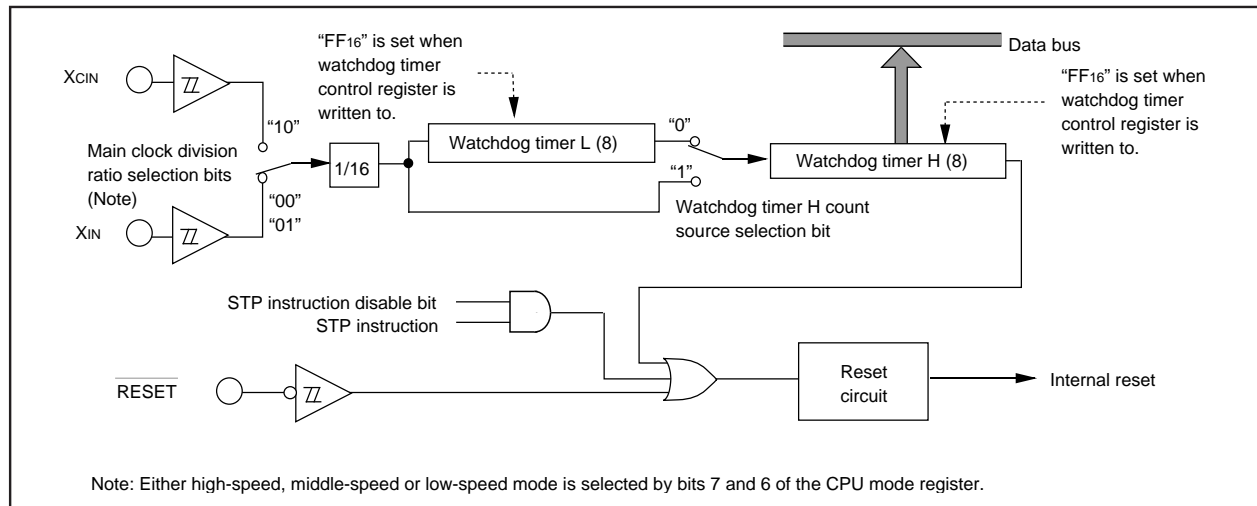 “FF16” is set when
watchdog timer
control register is
written to.
Data bus
XCIN
“FF16” is set when
watchdog timer
control register is
written to.
“10”
“0”
Main clock division
ratio selection bits
(Note)
1/16
Watchdog timer L (8)
Watchdog timer H (8)
“1”
“00”
“01”
Watchdog timer H count
source selection bit
XIN
STP instruction disable bit
STP instruction
RESET
Reset
circuit
Internal reset
Note: Either high-speed, middle-speed or low-speed mode is selected by bits 7 and 6 of the CPU mode register.